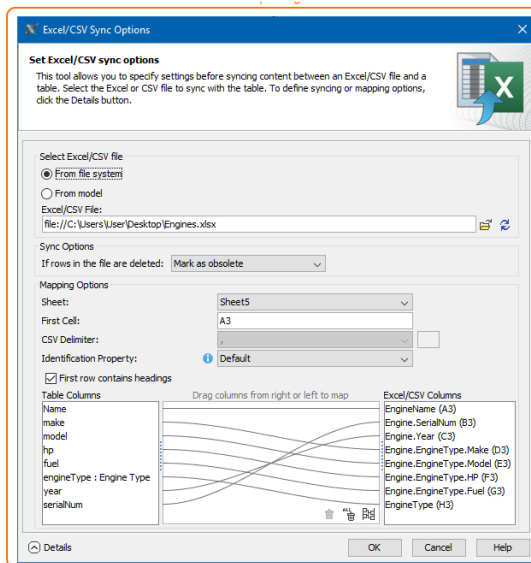 Excel/CSV Sync Options
Set Excel/CSV sync options
This tool allows you to specify settings before syncing content between an Excel/CSV file and a
table. Select the Excel or CSV file to sync with the table. To define syncing or mapping options,
click the Details button.
X
Select Excel/CSV file
From file system
From model
Excel/CSV File:
file://C:\Users\User\Desktop\Engines.xlsx
Sync Options
If rows in the file are deleted: Mark as obsolete
Mapping Options
Sheet: Sheet5
First Cell: A3
CSV Delimiter: ,
Identification Property: Default
First row contains headings
Table Columns Drag columns from right or left to map Excel/CSV Columns
Name EngineName (A3)
make Engine.SerialNum (B3)
model Engine.Year (C3)
hp Engine.EngineType.Make (D3)
fuel Engine.EngineType.Model (E3)
engineType : Engine Type Engine.EngineType.HP (F3)
year Engine.EngineType.Fuel (G3)
serialNum EngineType (H3)
ALL
Details OK Cancel Help